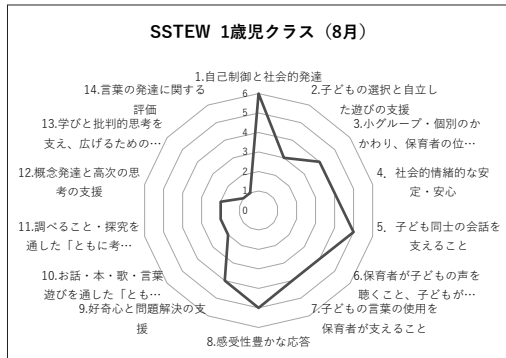 SSTEW 1歳児クラス（8月）
1.自己制御と社会的発達
2.子どもの選択と自立し
た遊びの支援
3.小グループ・個別のか
かわり、保育者の位…
4. 社会的情緒的な安
定・安心
5. 子ども同士の会話を
支えること
6.保育者が子どもの声を
聴くこと、子どもが…
7.子どもの言葉の使用を
保育者が支えること
8.感受性豊かな応答
9.好奇心と問題解決の支
援
10.お話・本・歌・言葉
遊びを通した「とも…
11.調べること・探究を
通した「ともに考…
12.概念発達と高次の思
考の支援
13.学びと批判的思考を
支え、広げるための…
14.言葉の発達に関する
評価
6
5
4
3
2
1
0